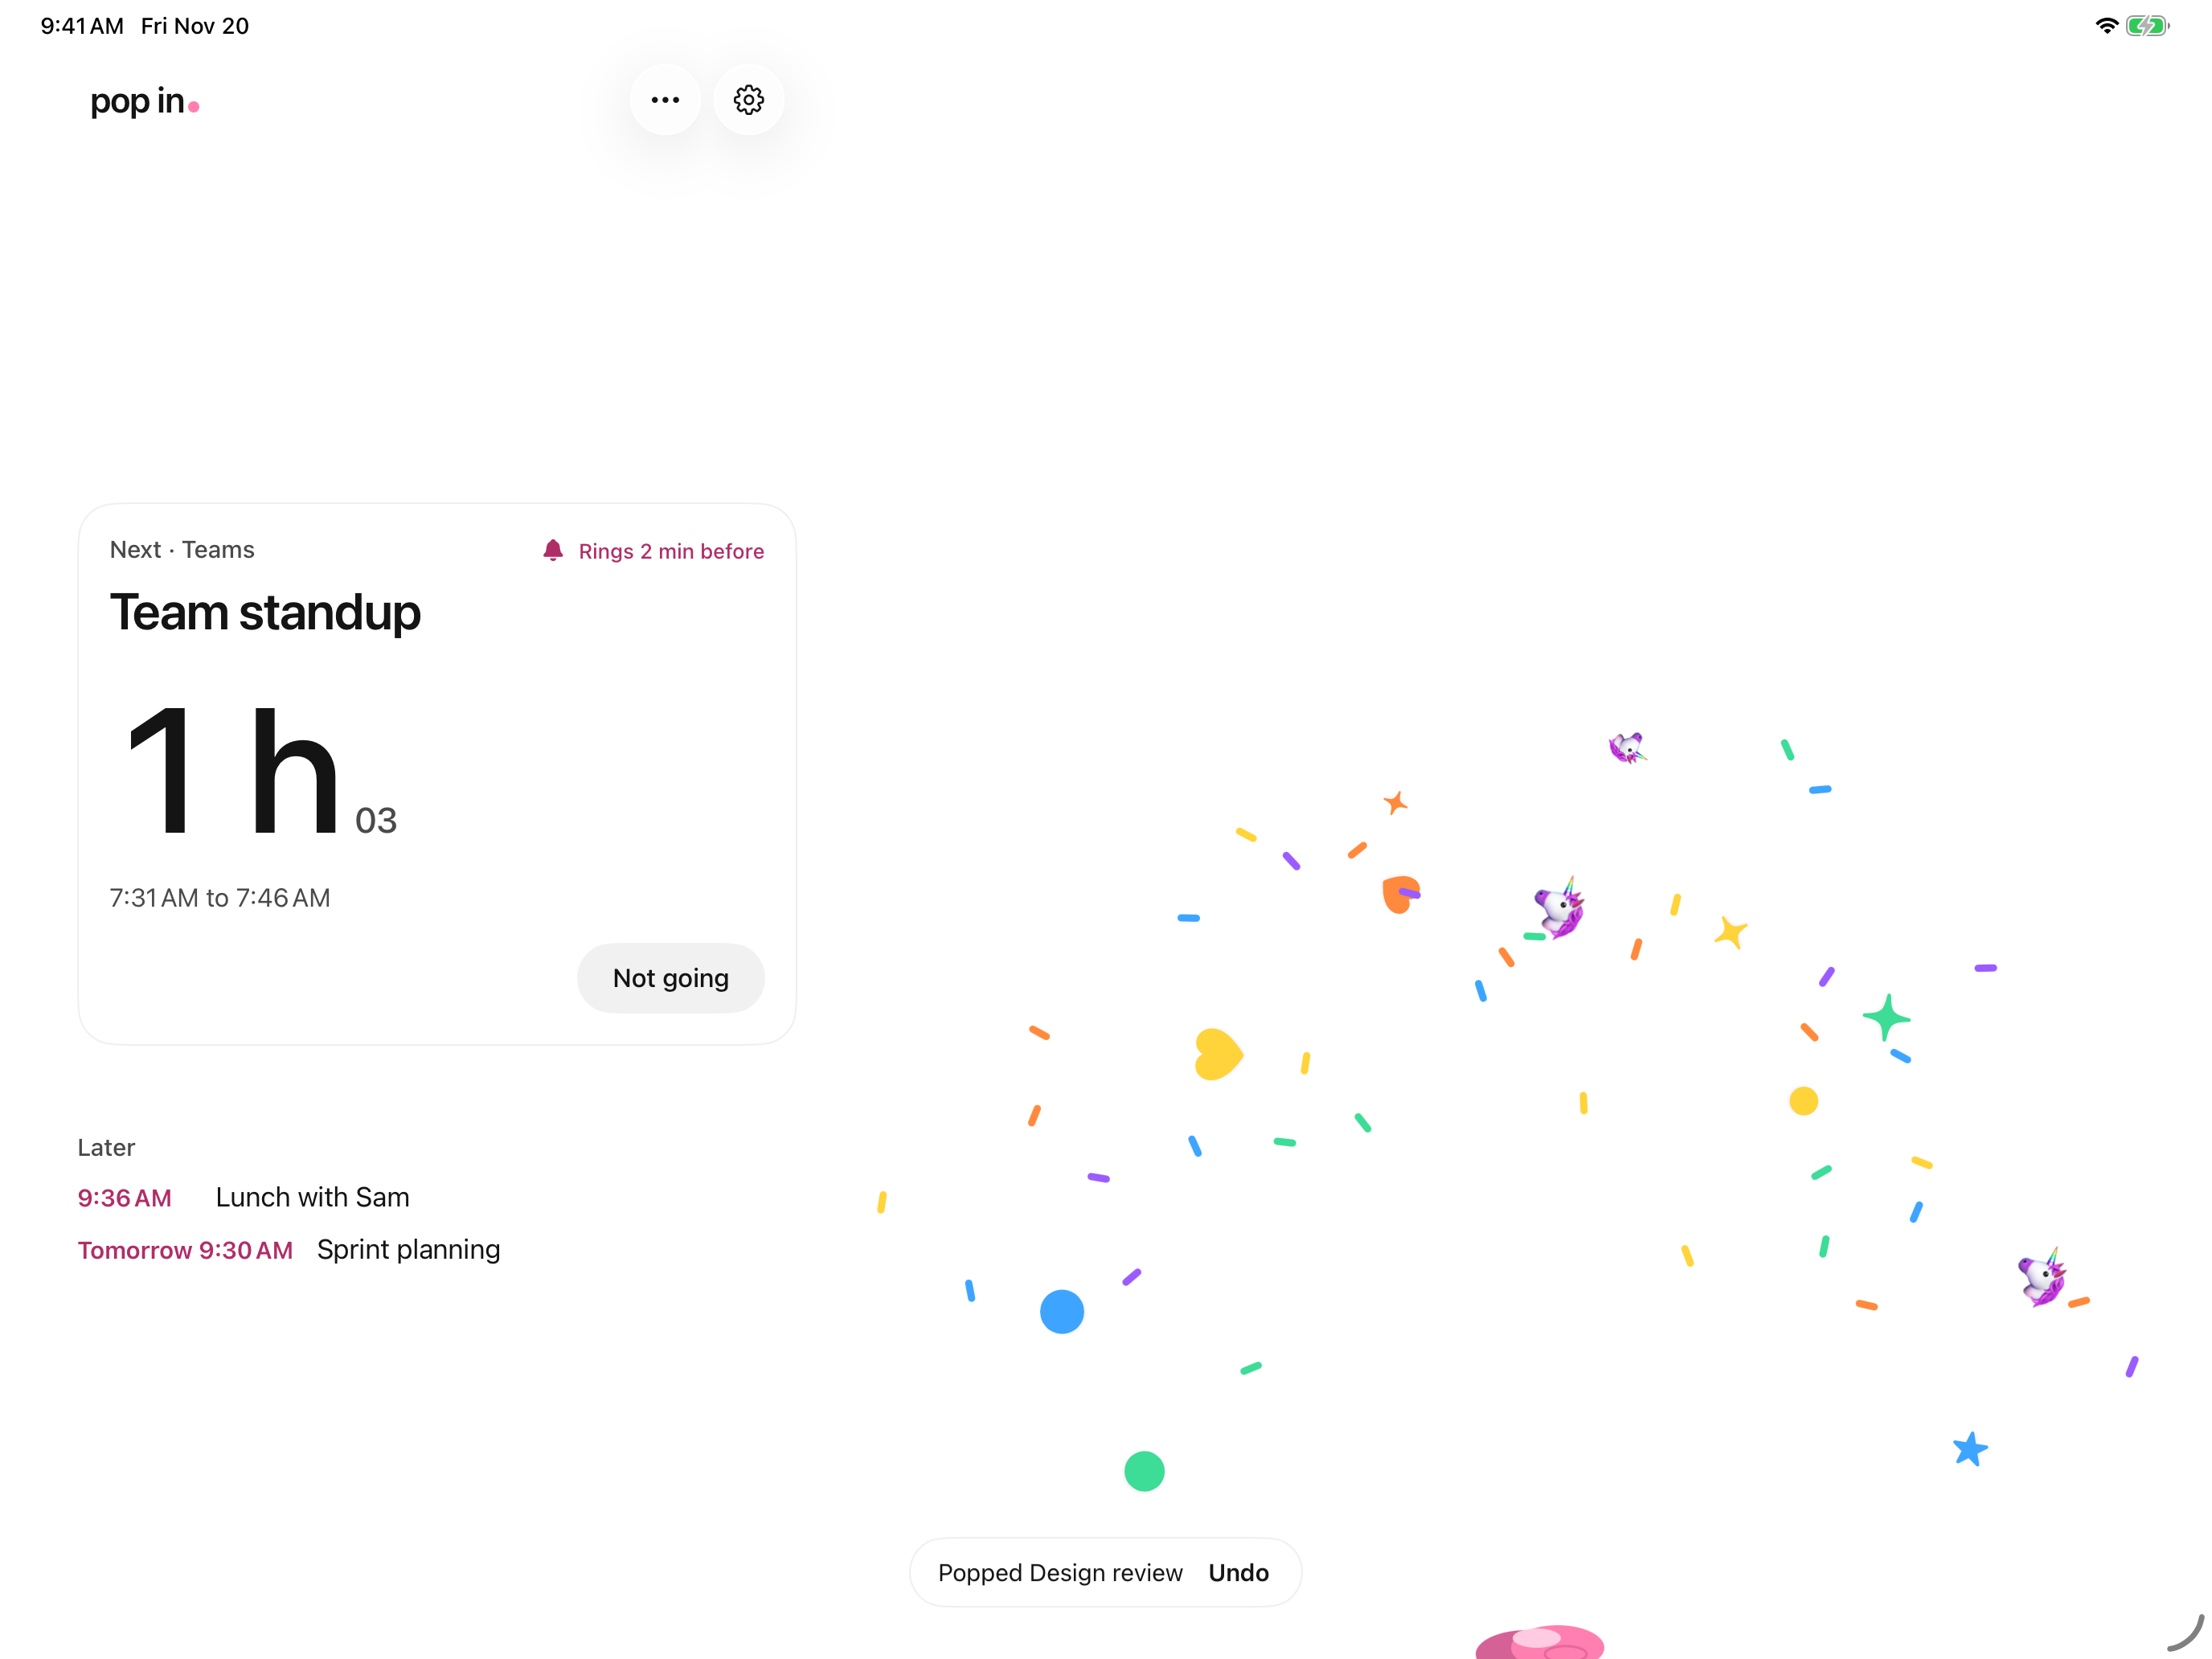 9:41 AM Fri Nov 20
pop in
Next · Teams
Rings 2 min before
Team standup
1 h 03
7:31 AM to 7:46 AM
Not going
Later
9:36 AM Lunch with Sam
Tomorrow 9:30 AM Sprint planning
Popped Design review Undo